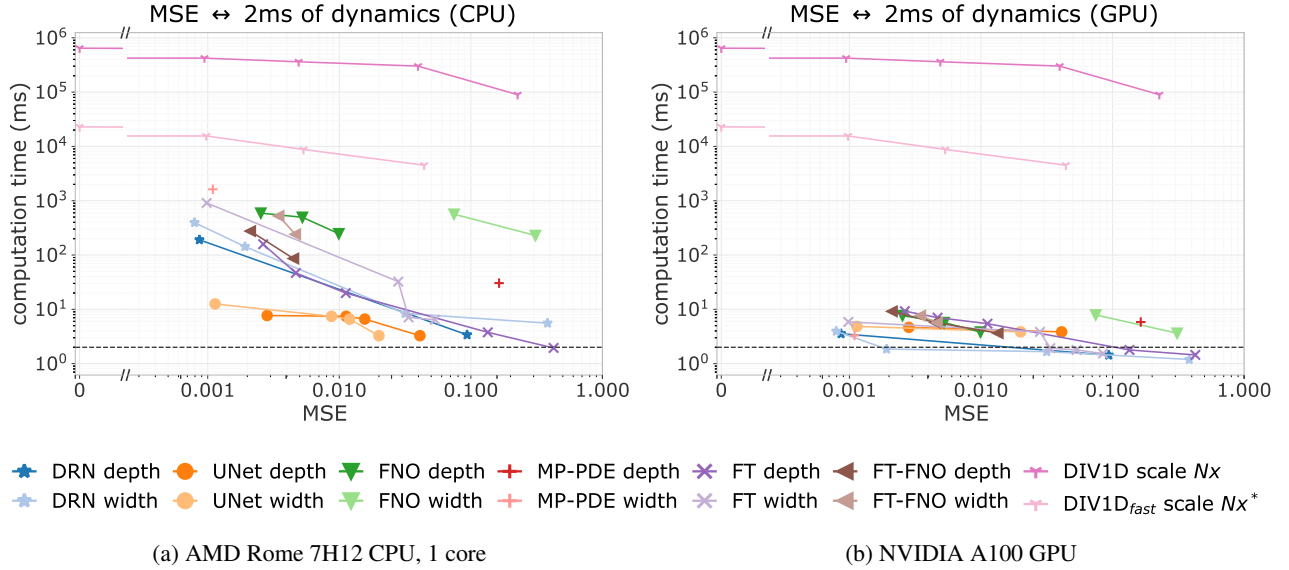 MSE ↔ 2ms of dynamics (CPU)
computation time (ms)
10⁶
10⁵
10⁴
10³
10²
10¹
10⁰
//
//
0
0.001
0.010
0.100
1.000
MSE
MSE ↔ 2ms of dynamics (GPU)
computation time (ms)
10⁶
10⁵
10⁴
10³
10²
10¹
10⁰
//
//
0
0.001
0.010
0.100
1.000
MSE
DRN depth UNet depth FNO depth MP-PDE depth FT depth FT-FNO depth DIV1D scale Nx
DRN width UNet width FNO width MP-PDE width FT width FT-FNO width DIV1D_fast scale Nx*
(a) AMD Rome 7H12 CPU, 1 core
(b) NVIDIA A100 GPU